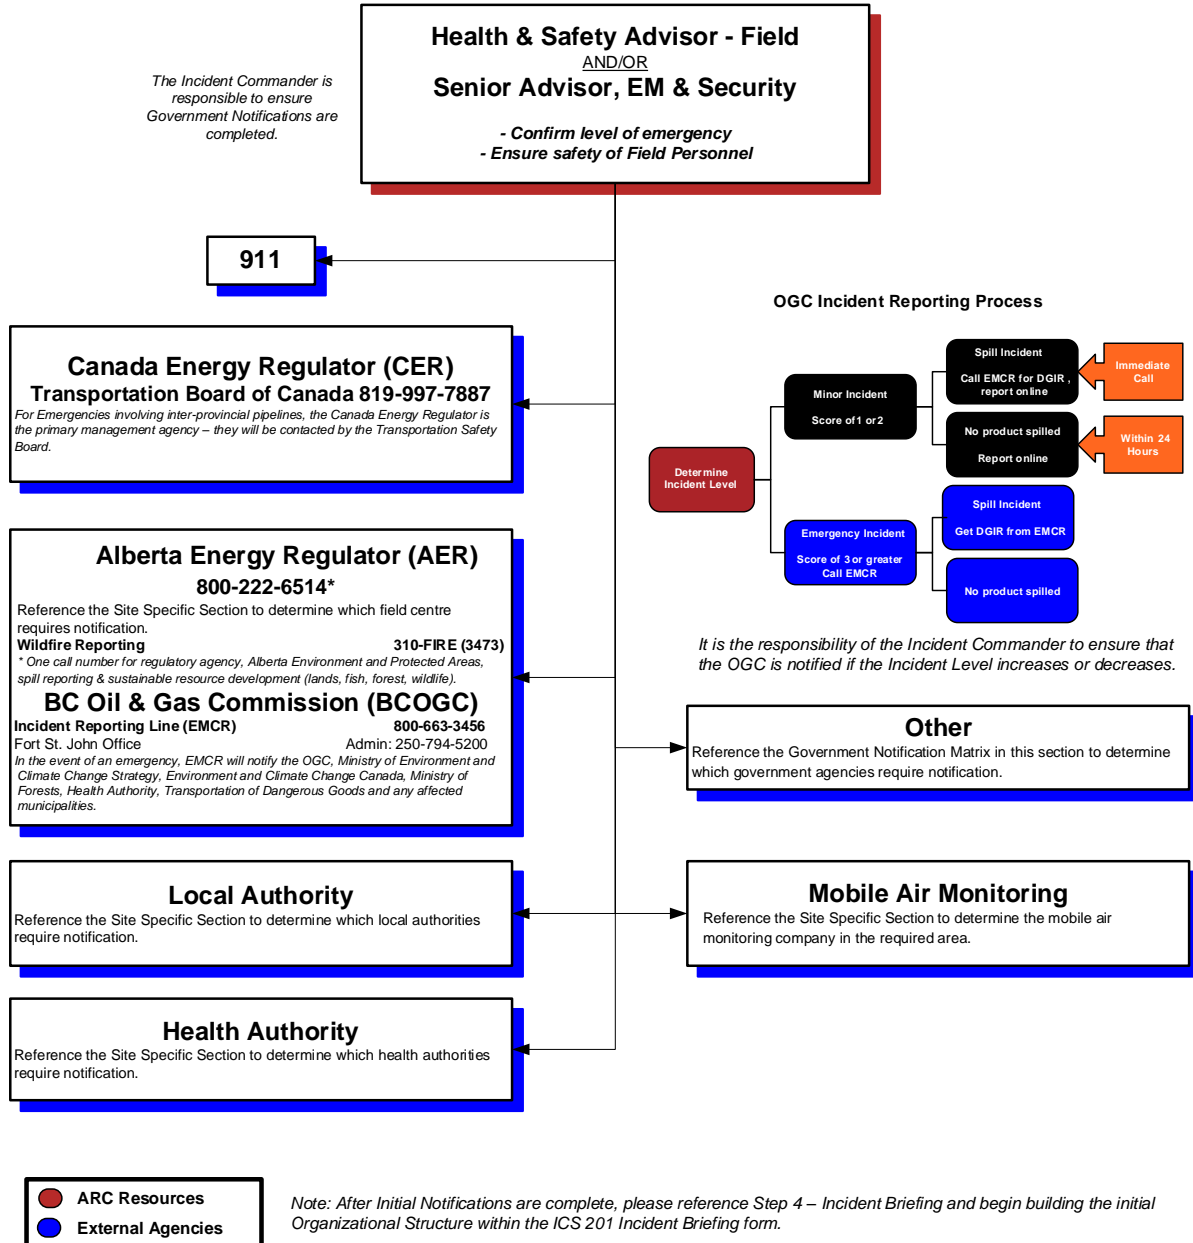 Health & Safety Advisor - Field
AND/OR
Senior Advisor, EM & Security
- Confirm level of emergency
- Ensure safety of Field Personnel
The Incident Commander is
responsible to ensure
Government Notifications are
completed.
911
Canada Energy Regulator (CER)
Transportation Board of Canada 819-997-7887
For Emergencies involving inter-provincial pipelines, the Canada Energy Regulator is
the primary management agency – they will be contacted by the Transportation Safety
Board.
OGC Incident Reporting Process
Determine
Incident Level
Minor Incident
Score of 1 or 2
Spill Incident
Call EMCR for DGIR ,
report online
Immediate
Call
No product spilled
Report online
Within 24
Hours
Emergency Incident
Score of 3 or greater
Call EMCR
Spill Incident
Get DGIR from EMCR
No product spilled
It is the responsibility of the Incident Commander to ensure that
the OGC is notified if the Incident Level increases or decreases.
Alberta Energy Regulator (AER)
800-222-6514*
Reference the Site Specific Section to determine which field centre
requires notification.
Wildfire Reporting 310-FIRE (3473)
* One call number for regulatory agency, Alberta Environment and Protected Areas,
spill reporting & sustainable resource development (lands, fish, forest, wildlife).
BC Oil & Gas Commission (BCOGC)
Incident Reporting Line (EMCR) 800-663-3456
Fort St. John Office Admin: 250-794-5200
In the event of an emergency, EMCR will notify the OGC, Ministry of Environment and
Climate Change Strategy, Environment and Climate Change Canada, Ministry of
Forests, Health Authority, Transportation of Dangerous Goods and any affected
municipalities.
Other
Reference the Government Notification Matrix in this section to determine
which government agencies require notification.
Local Authority
Reference the Site Specific Section to determine which local authorities
require notification.
Mobile Air Monitoring
Reference the Site Specific Section to determine the mobile air
monitoring company in the required area.
Health Authority
Reference the Site Specific Section to determine which health authorities
require notification.
ARC Resources
External Agencies
Note: After Initial Notifications are complete, please reference Step 4 – Incident Briefing and begin building the initial
Organizational Structure within the ICS 201 Incident Briefing form.